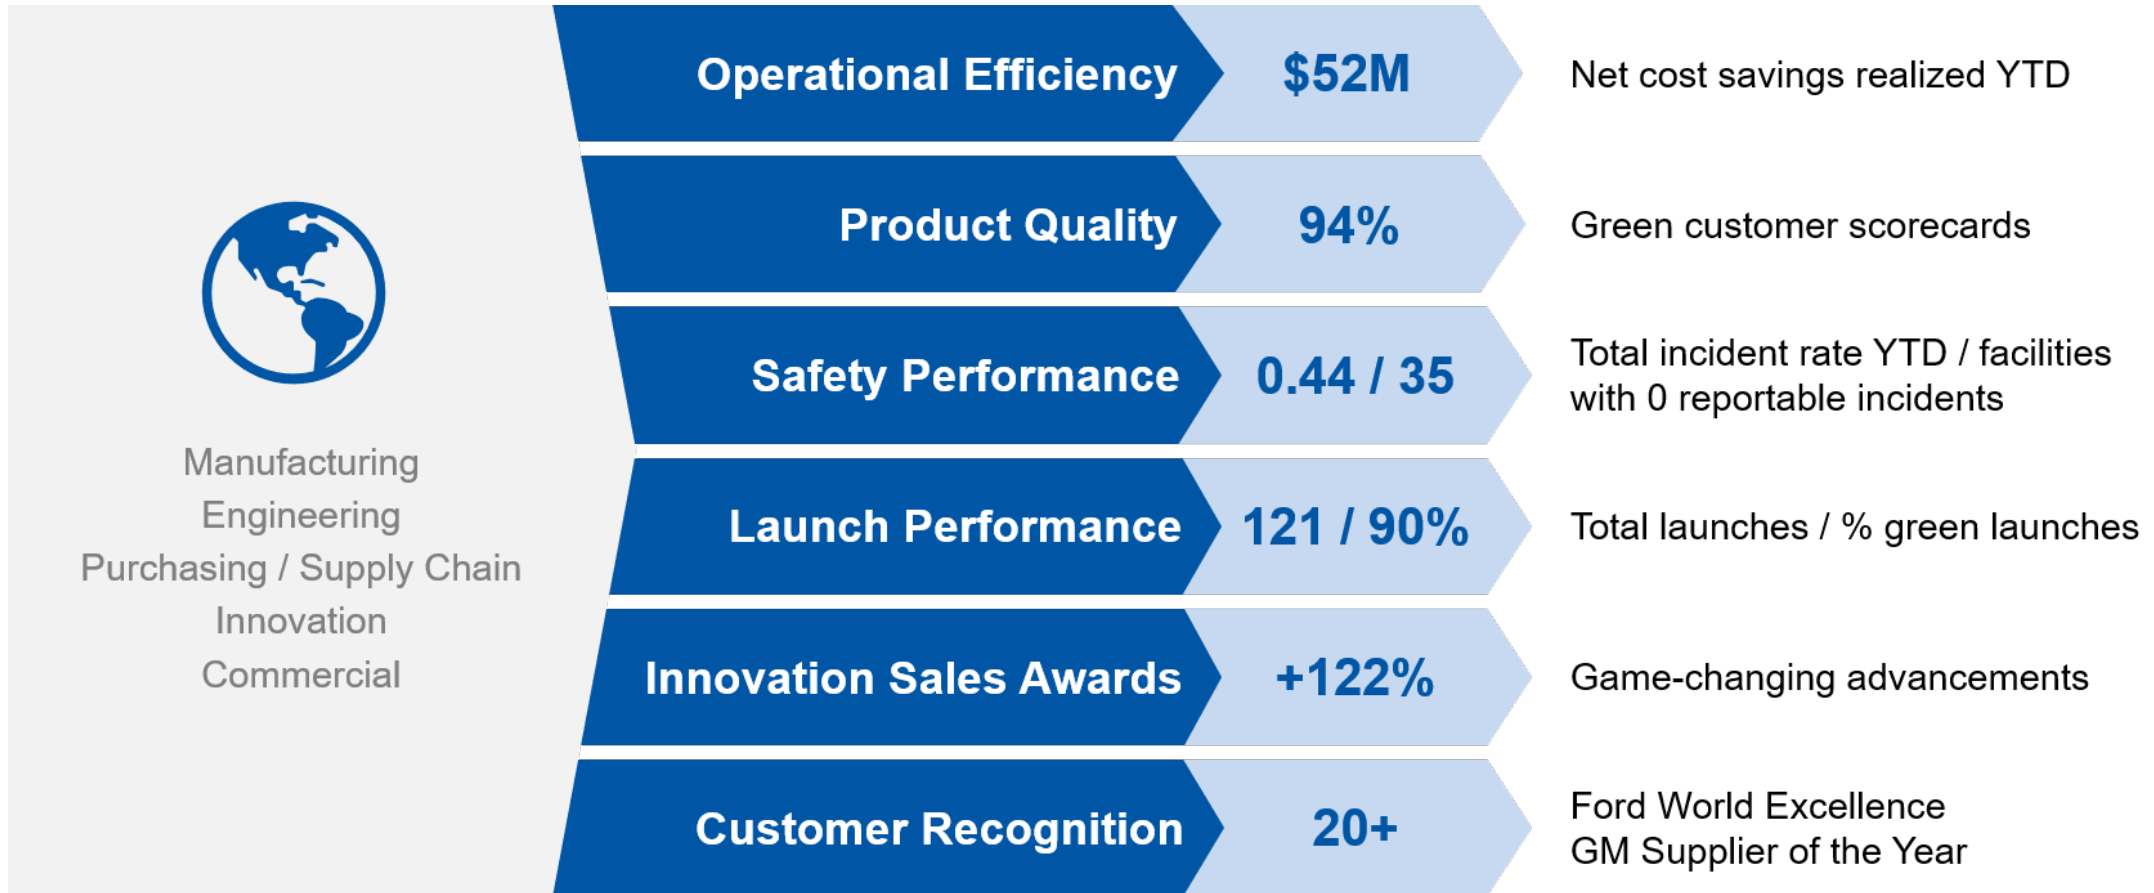 Manufacturing
Engineering
Purchasing / Supply Chain
Innovation
Commercial
Operational Efficiency
$52M
Net cost savings realized YTD
Product Quality
94%
Green customer scorecards
Safety Performance
0.44 / 35
Total incident rate YTD / facilities
with 0 reportable incidents
Launch Performance
121 / 90%
Total launches / % green launches
Innovation Sales Awards
+122%
Game-changing advancements
Customer Recognition
20+
Ford World Excellence
GM Supplier of the Year